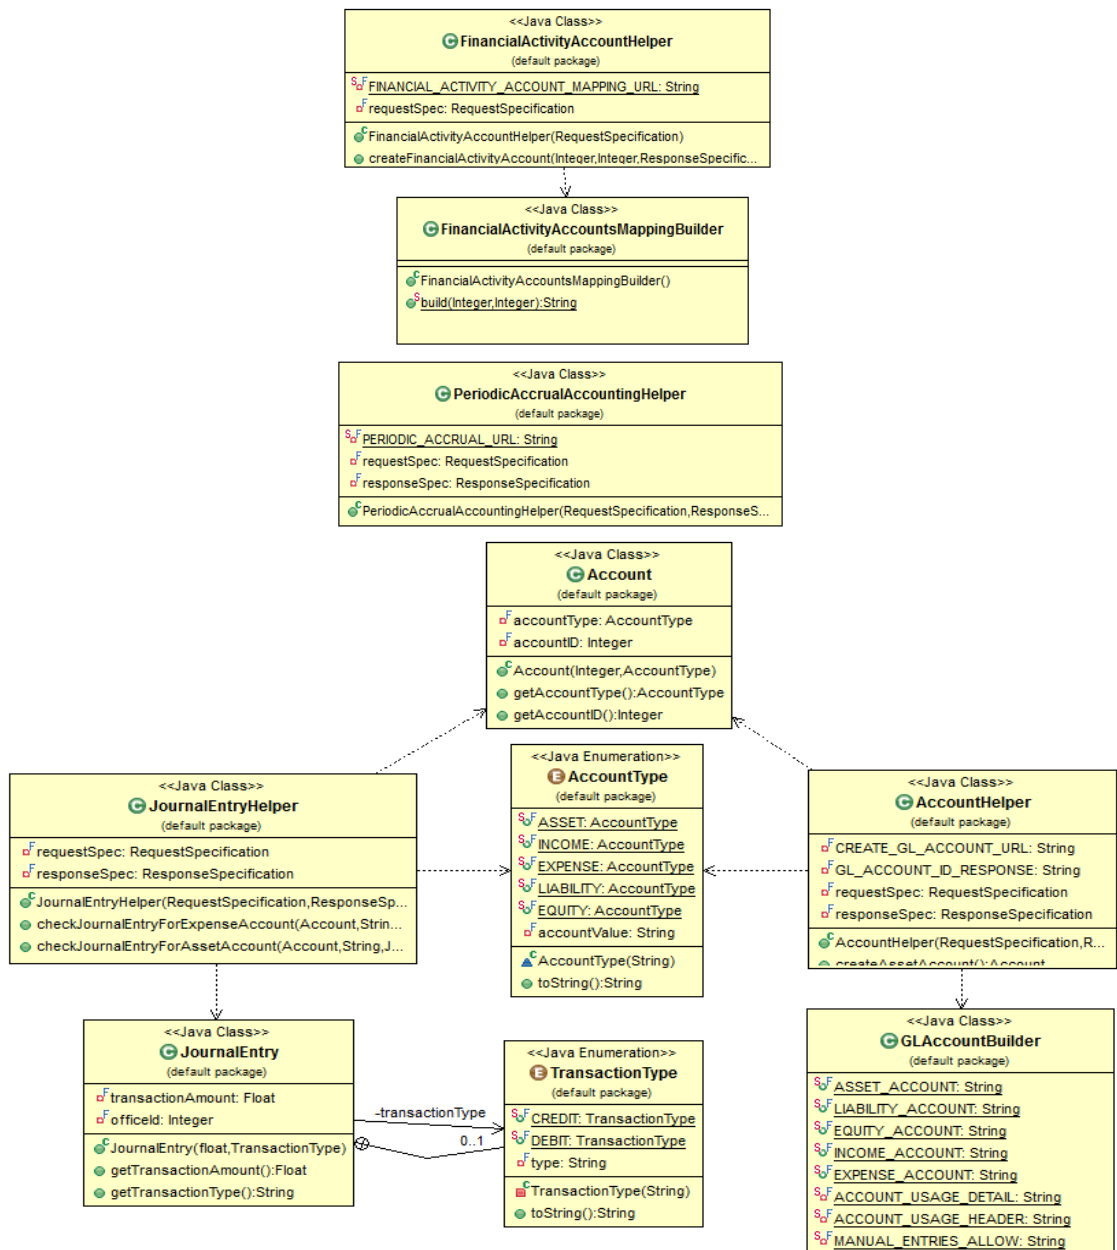 <<Java Class>>
FinancialActivityAccountHelper
(default package)
FINANCIAL_ACTIVITY_ACCOUNT_MAPPING_URL: String
requestSpec: RequestSpecification
FinancialActivityAccountHelper(RequestSpecification)
createFinancialActivityAccount(Integer,Integer,ResponseSpecific...
<<Java Class>>
FinancialActivityAccountsMappingBuilder
(default package)
FinancialActivityAccountsMappingBuilder()
build(Integer,Integer):String
<<Java Class>>
PeriodicAccrualAccountingHelper
(default package)
PERIODIC_ACCRUAL_URL: String
requestSpec: RequestSpecification
responseSpec: ResponseSpecification
PeriodicAccrualAccountingHelper(RequestSpecification,ResponseS...
<<Java Class>>
Account
(default package)
accountType: AccountType
accountID: Integer
Account(Integer,AccountType)
getAccountType():AccountType
getAccountID():Integer
<<Java Class>>
JournalEntryHelper
(default package)
requestSpec: RequestSpecification
responseSpec: ResponseSpecification
JournalEntryHelper(RequestSpecification,ResponseSp...
checkJournalEntryForExpenseAccount(Account,Strin...
checkJournalEntryForAssetAccount(Account,String,J...
<<Java Enumeration>>
AccountType
(default package)
ASSET: AccountType
INCOME: AccountType
EXPENSE: AccountType
LIABILITY: AccountType
EQUITY: AccountType
accountValue: String
AccountType(String)
toString():String
<<Java Class>>
AccountHelper
(default package)
CREATE_GL_ACCOUNT_URL: String
GL_ACCOUNT_ID_RESPONSE: String
requestSpec: RequestSpecification
responseSpec: ResponseSpecification
AccountHelper(RequestSpecification,R...
createAssetAccount():Account
<<Java Class>>
JournalEntry
(default package)
transactionAmount: Float
officeId: Integer
JournalEntry(float,TransactionType)
getTransactionAmount():Float
getTransactionType():String
-transactionType
0..1
<<Java Enumeration>>
TransactionType
(default package)
CREDIT: TransactionType
DEBIT: TransactionType
type: String
TransactionType(String)
toString():String
<<Java Class>>
GLAccountBuilder
(default package)
ASSET_ACCOUNT: String
LIABILITY_ACCOUNT: String
EQUITY_ACCOUNT: String
INCOME_ACCOUNT: String
EXPENSE_ACCOUNT: String
ACCOUNT_USAGE_DETAIL: String
ACCOUNT_USAGE_HEADER: String
MANUAL_ENTRIES_ALLOW: String